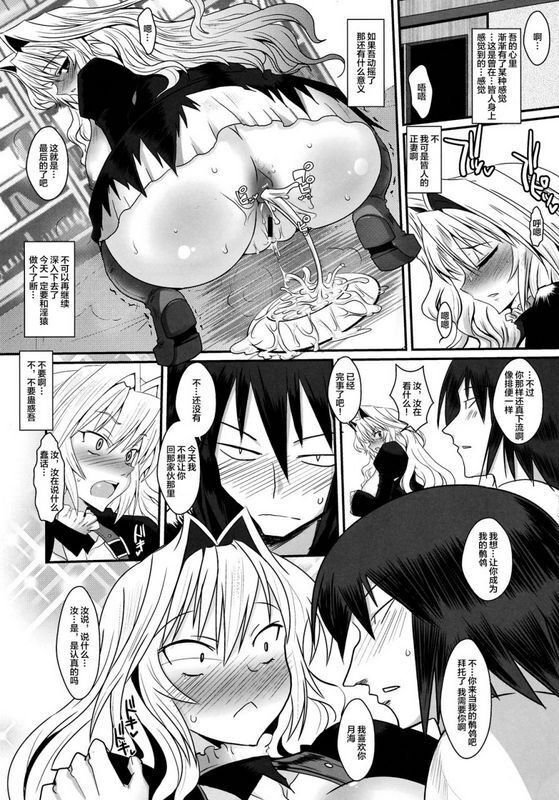 啊…
吾的心里
渐渐有了某种感觉
…这是曾在…皆人身上
感觉到的…感觉
唔唔
不
我可是皆人的
正妻啊
呼嗯
嗯
嗯…
如果吾动摇了
那还有什么意义
这就是…
最后的了吧
不可以再继续
深入下去了
今天一定要和淫猿
做个了断…
…不过
你那样还真下流啊
像排便一样
汝，汝在
看什么！
已经
完事了吧！
不…还没有
今天我
不想让你
回那家伙那里
不要啊…
不，不要蛊惑吾
汝，汝在说什么
蠢话…
我想…让你成为
我的鹡鸰
汝说，说什么…
汝…是，是认真的吗
不…你来当我的鹡鸰吧
拜托了 我需要你啊
我喜欢你
月海